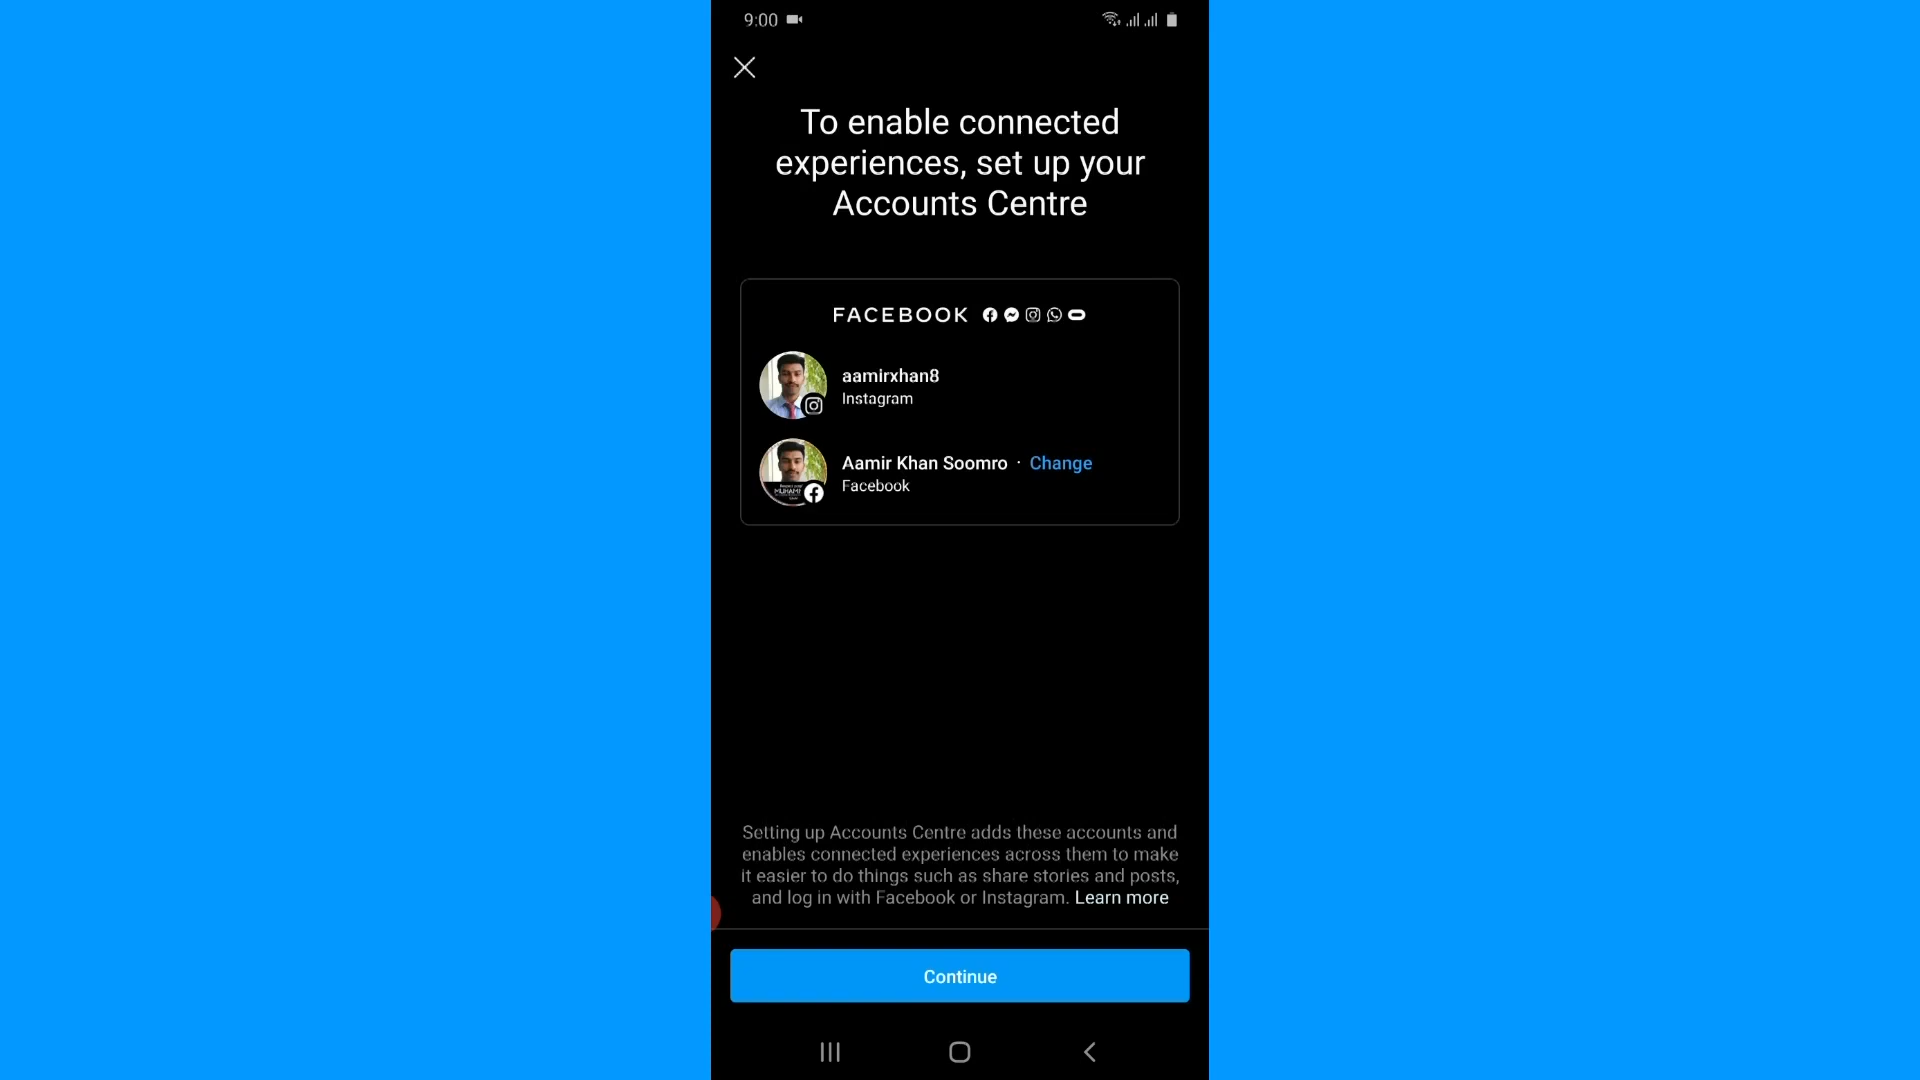 9:00
To enable connected
experiences, set up your
Accounts Centre
FACEBOOK
aamirxhan8
Instagram
Aamir Khan Soomro · Change
Facebook
Setting up Accounts Centre adds these accounts and
enables connected experiences across them to make
it easier to do things such as share stories and posts,
and log in with Facebook or Instagram. Learn more
Continue